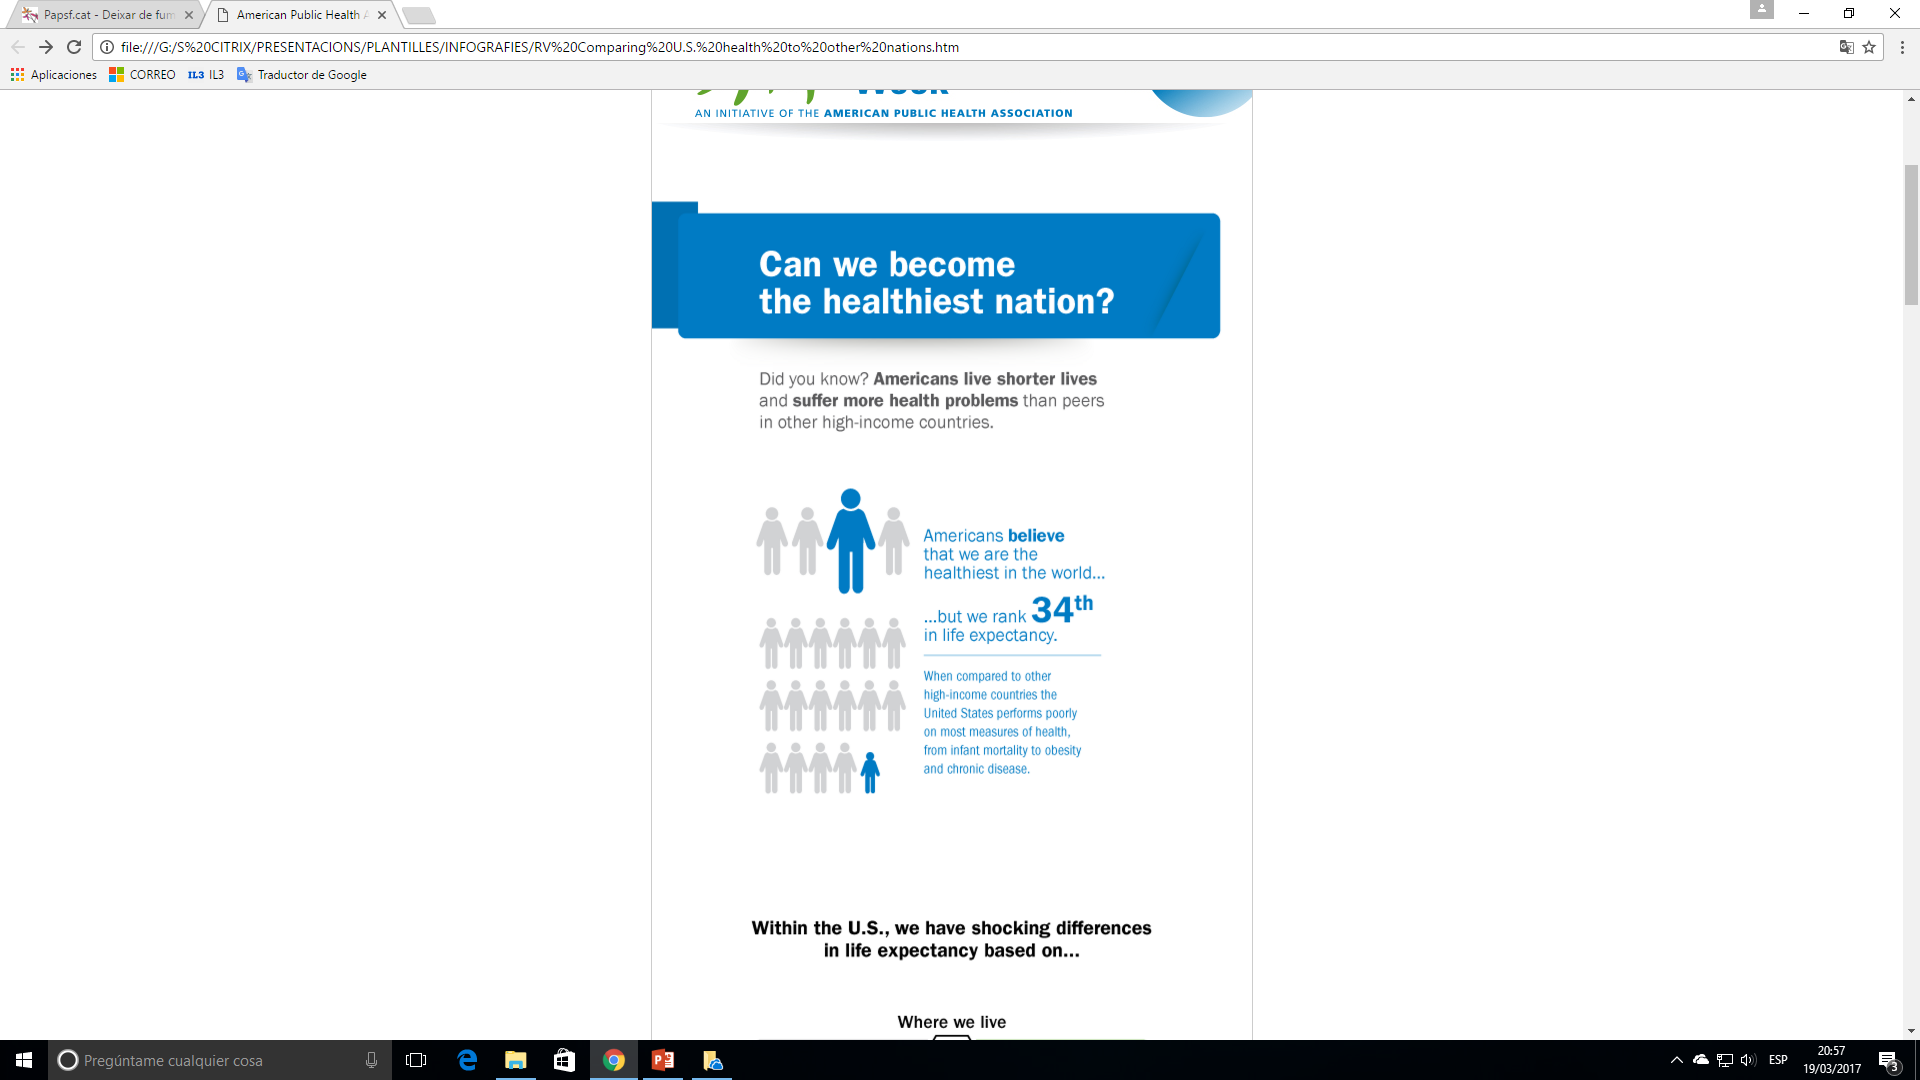 Papsf.cat - Deixar de fum
American Public Health A
file:///G:/S%20CITRIX/PRESENTACIONS/PLANTILLES/INFOGRAFIES/RV%20Comparing%20U.S.%20health%20to%20other%20nations.htm
Aplicaciones
CORREO
IL3 IL3
Traductor de Google
Week
AN INITIATIVE OF THE AMERICAN PUBLIC HEALTH ASSOCIATION
Can we become
the healthiest nation?
Did you know? Americans live shorter lives
and suffer more health problems than peers
in other high-income countries.
Americans believe
that we are the
healthiest in the world...
...but we rank 34th
in life expectancy.
When compared to other
high-income countries the
United States performs poorly
on most measures of health,
from infant mortality to obesity
and chronic disease.
Within the U.S., we have shocking differences
in life expectancy based on...
Where we live
Pregúntame cualquier cosa
ESP
20:57
19/03/2017
3